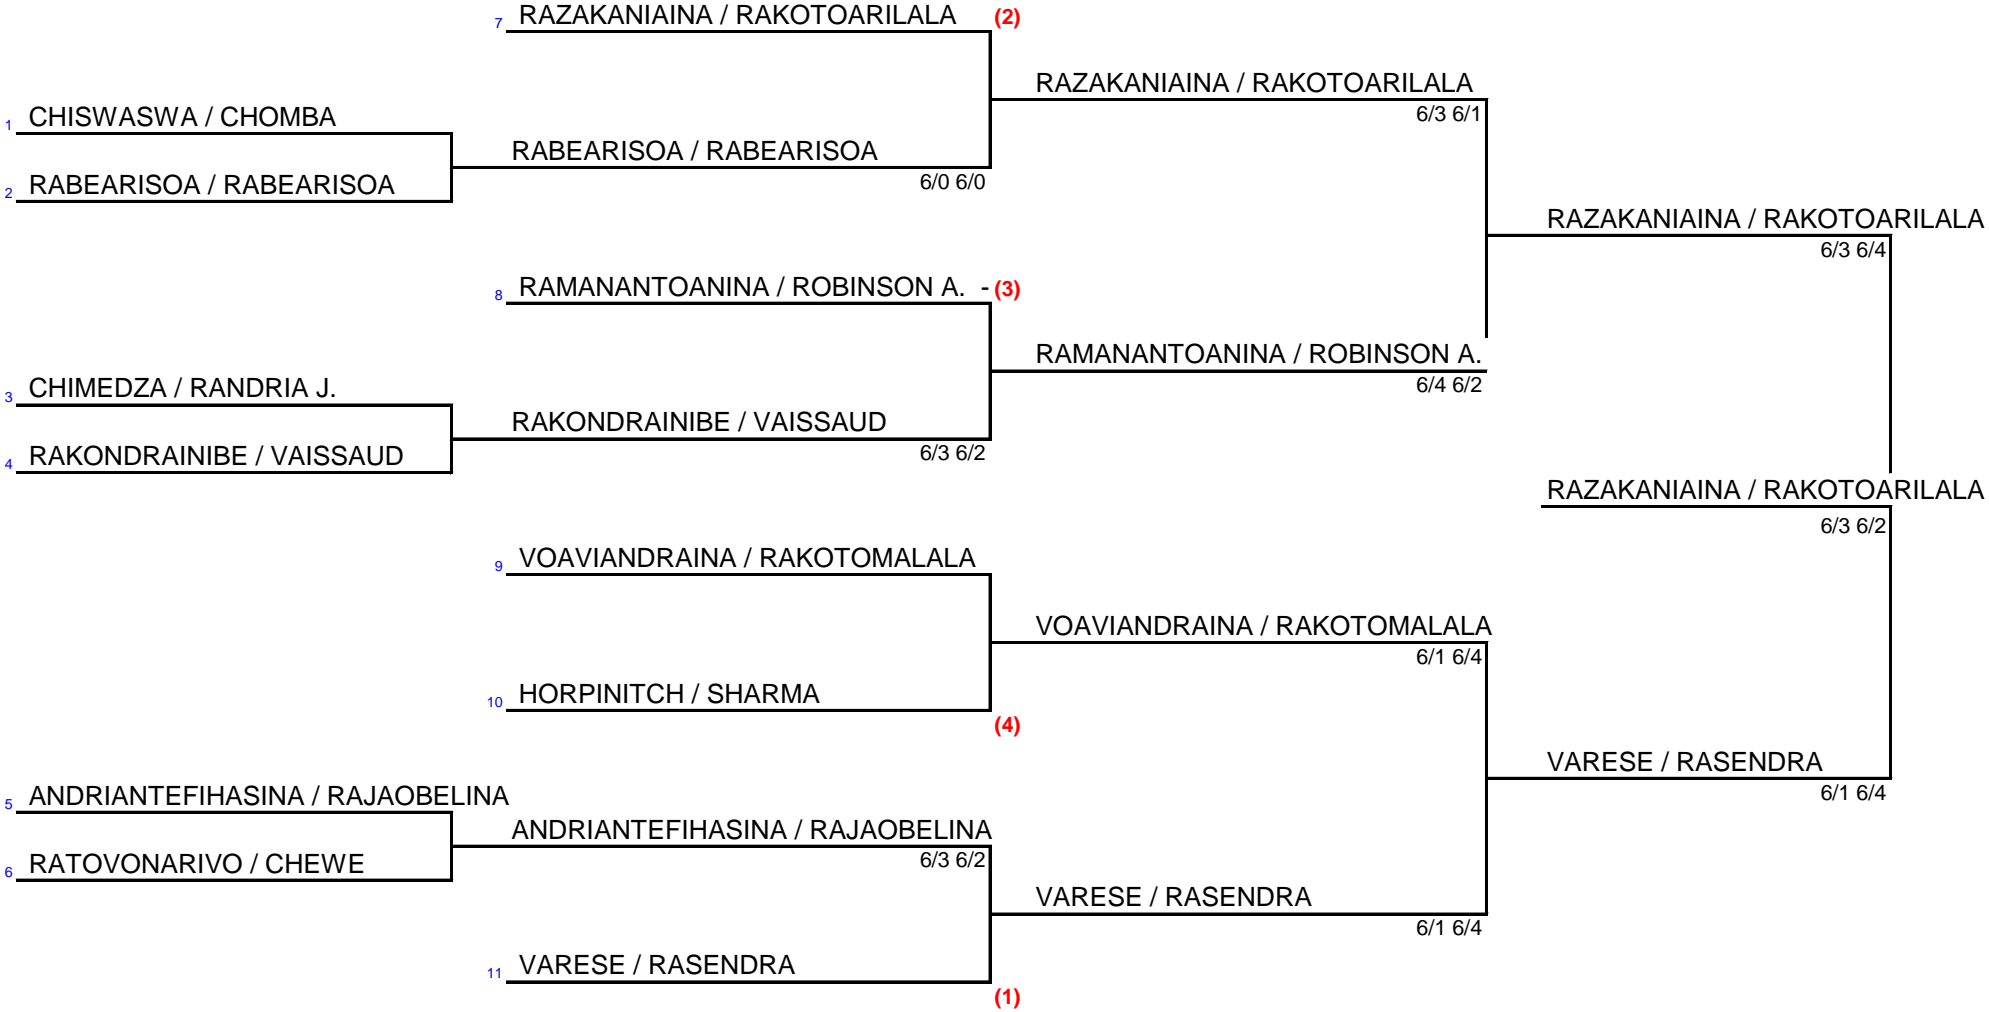 7 RAZAKANIAINA / RAKOTOARILALA (2)
RAZAKANIAINA / RAKOTOARILALA
6/3 6/1
1 CHISWASWA / CHOMBA
RABEARISOA / RABEARISOA
6/0 6/0
2 RABEARISOA / RABEARISOA
RAZAKANIAINA / RAKOTOARILALA
6/3 6/4
8 RAMANANTOANINA / ROBINSON A. - (3)
RAMANANTOANINA / ROBINSON A.
6/4 6/2
3 CHIMEDZA / RANDRIA J.
RAKONDRAINIBE / VAISSAUD
6/3 6/2
4 RAKONDRAINIBE / VAISSAUD
RAZAKANIAINA / RAKOTOARILALA
6/3 6/2
9 VOAVIANDRAINA / RAKOTOMALALA
VOAVIANDRAINA / RAKOTOMALALA
6/1 6/4
10 HORPINITCH / SHARMA
(4)
VARESE / RASENDRA
6/1 6/4
5 ANDRIANTEFIHASINA / RAJAOBELINA
ANDRIANTEFIHASINA / RAJAOBELINA
6/3 6/2
6 RATOVONARIVO / CHEWE
VARESE / RASENDRA
6/1 6/4
11 VARESE / RASENDRA
(1)